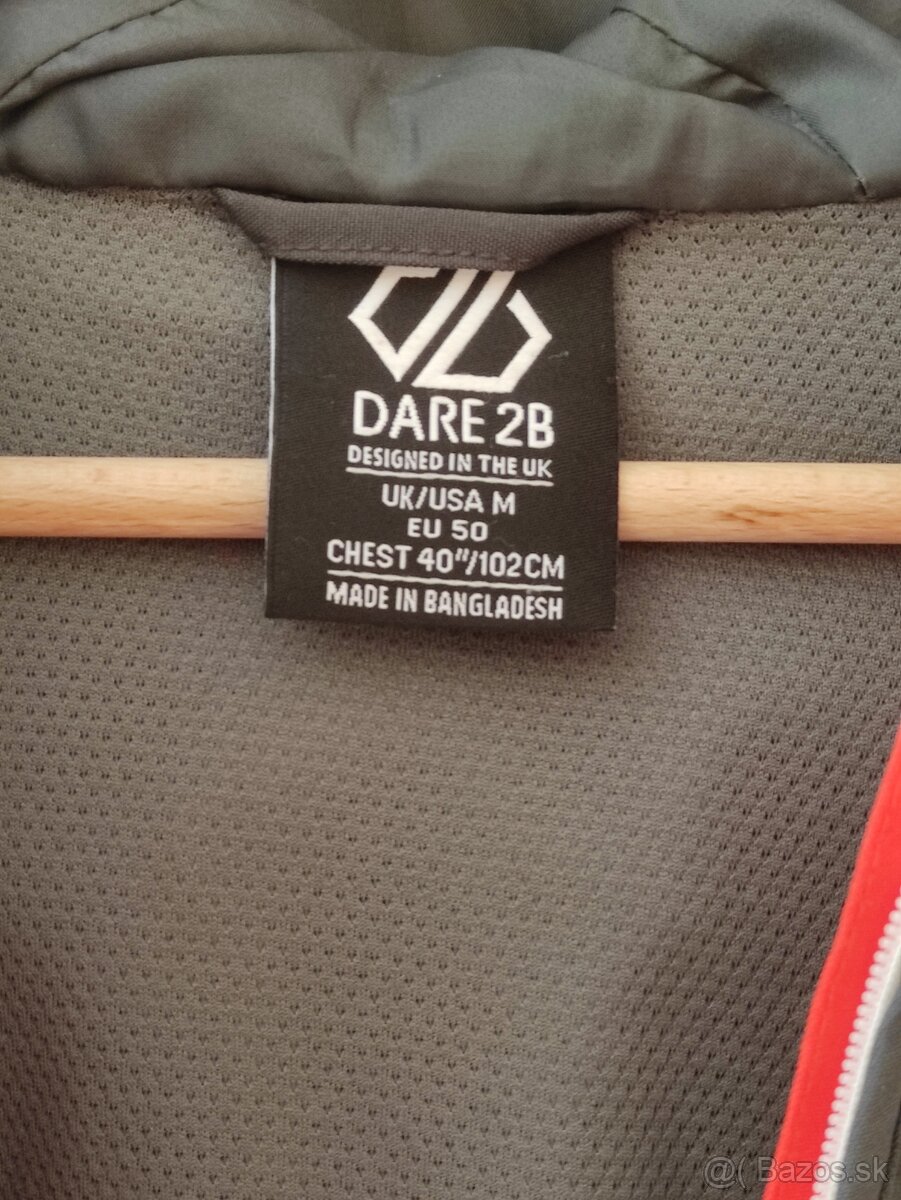 DARE 2B
DESIGNED IN THE UK
UK/USA M
EU 50
CHEST 40"/102CM
MADE IN BANGLADESH
@( Bazos.sk